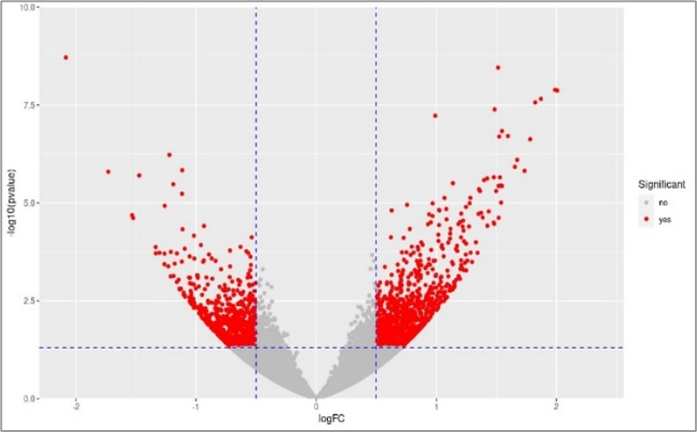 10.0
7.5
5.0
2.5
0.0
-log10(pvalue)
-2
-1
0
1
2
logFC
Significant
no
yes